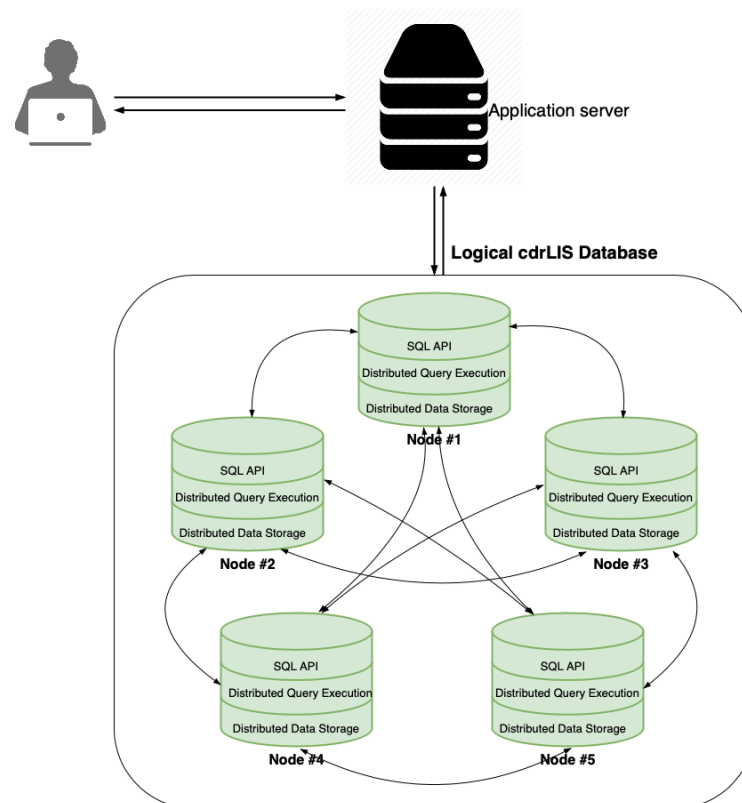 Application server
Logical cdrLIS Database
SQL API
Distributed Query Execution
Distributed Data Storage
Node #1
SQL API
Distributed Query Execution
Distributed Data Storage
Node #2
SQL API
Distributed Query Execution
Distributed Data Storage
Node #3
SQL API
Distributed Query Execution
Distributed Data Storage
Node #4
SQL API
Distributed Query Execution
Distributed Data Storage
Node #5